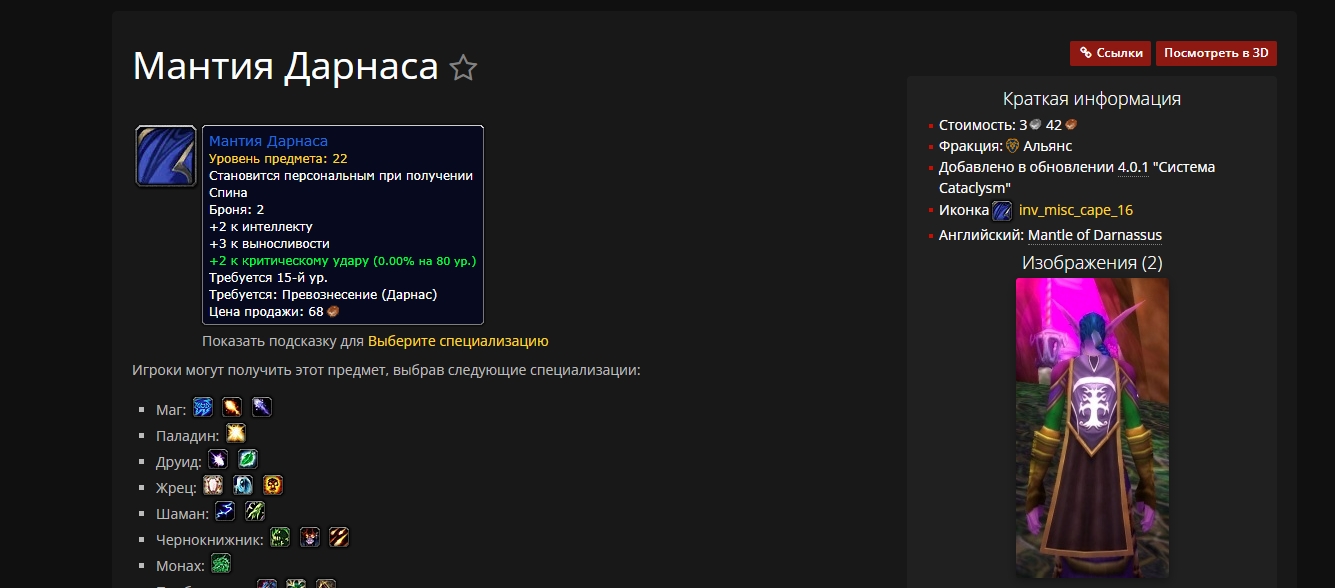 Мантия Дарнаса
Ссылки
Посмотреть в 3D
Мантия Дарнаса
Уровень предмета: 22
Становится персональным при получении
Спина
Броня: 2
+2 к интеллекту
+3 к выносливости
+2 к критическому удару (0.00% на 80 ур.)
Требуется 15-й ур.
Требуется: Превознесение (Дарнас)
Цена продажи: 68
Показать подсказку для Выберите специализацию
Игроки могут получить этот предмет, выбрав следующие специализации:
Маг:
Паладин:
Друид:
Жрец:
Шаман:
Чернокнижник:
Монах:
Краткая информация
Стоимость: 3 42
Фракция: Альянс
Добавлено в обновлении 4.0.1 "Система
Cataclysm"
Иконка inv_misc_cape_16
Английский: Mantle of Darnassus
Изображения (2)